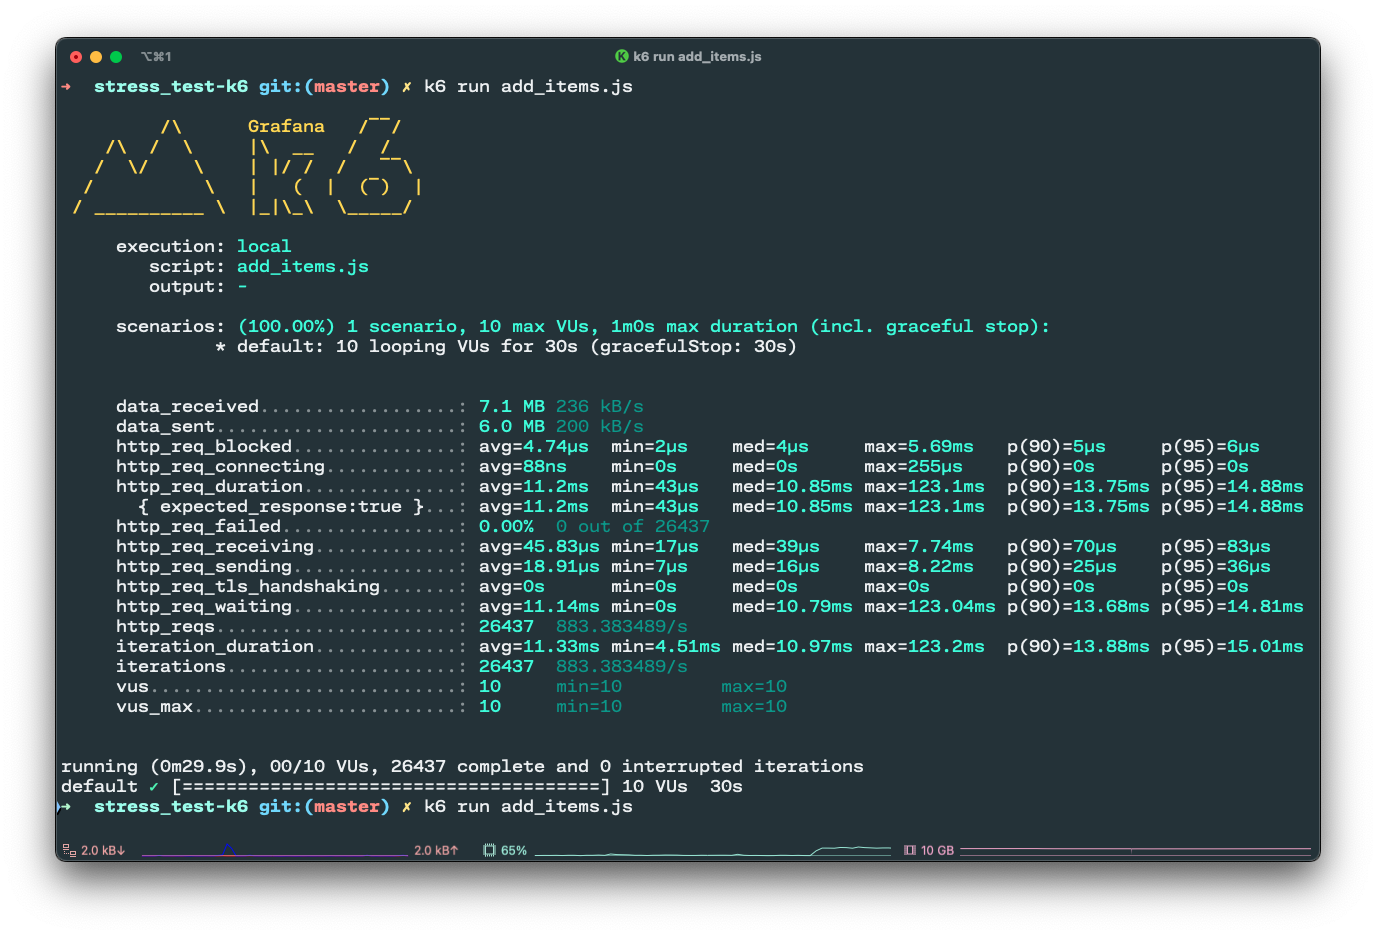 ⌥⌘1
k6 run add_items.js
➜  stress_test-k6 git:(master) ✗ k6 run add_items.js
Grafana
k6
execution: local
script: add_items.js
output: -
scenarios: (100.00%) 1 scenario, 10 max VUs, 1m0s max duration (incl. graceful stop):
* default: 10 looping VUs for 30s (gracefulStop: 30s)
data_received..................: 7.1 MB 236 kB/s
data_sent......................: 6.0 MB 200 kB/s
http_req_blocked...............: avg=4.74µs  min=2µs    med=4µs     max=5.69ms   p(90)=5µs     p(95)=6µs
http_req_connecting............: avg=88ns    min=0s     med=0s      max=255µs    p(90)=0s      p(95)=0s
http_req_duration..............: avg=11.2ms  min=43µs   med=10.85ms max=123.1ms  p(90)=13.75ms p(95)=14.88ms
{ expected_response:true }...: avg=11.2ms  min=43µs   med=10.85ms max=123.1ms  p(90)=13.75ms p(95)=14.88ms
http_req_failed................: 0.00%  0 out of 26437
http_req_receiving.............: avg=45.83µs min=17µs   med=39µs    max=7.74ms   p(90)=70µs    p(95)=83µs
http_req_sending...............: avg=18.91µs min=7µs    med=16µs    max=8.22ms   p(90)=25µs    p(95)=36µs
http_req_tls_handshaking.......: avg=0s      min=0s     med=0s      max=0s       p(90)=0s      p(95)=0s
http_req_waiting...............: avg=11.14ms min=0s     med=10.79ms max=123.04ms p(90)=13.68ms p(95)=14.81ms
http_reqs......................: 26437  883.383489/s
iteration_duration.............: avg=11.33ms min=4.51ms med=10.97ms max=123.2ms  p(90)=13.88ms p(95)=15.01ms
iterations.....................: 26437  883.383489/s
vus............................: 10     min=10         max=10
vus_max........................: 10     min=10         max=10
running (0m29.9s), 00/10 VUs, 26437 complete and 0 interrupted iterations
default ✓ [======================================] 10 VUs  30s
➜  stress_test-k6 git:(master) ✗ k6 run add_items.js
2.0 kB↓
2.0 kB↑
65%
10 GB